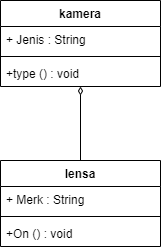 kamera
+ Jenis : String
+type () : void
lensa
+ Merk : String
+On () : void